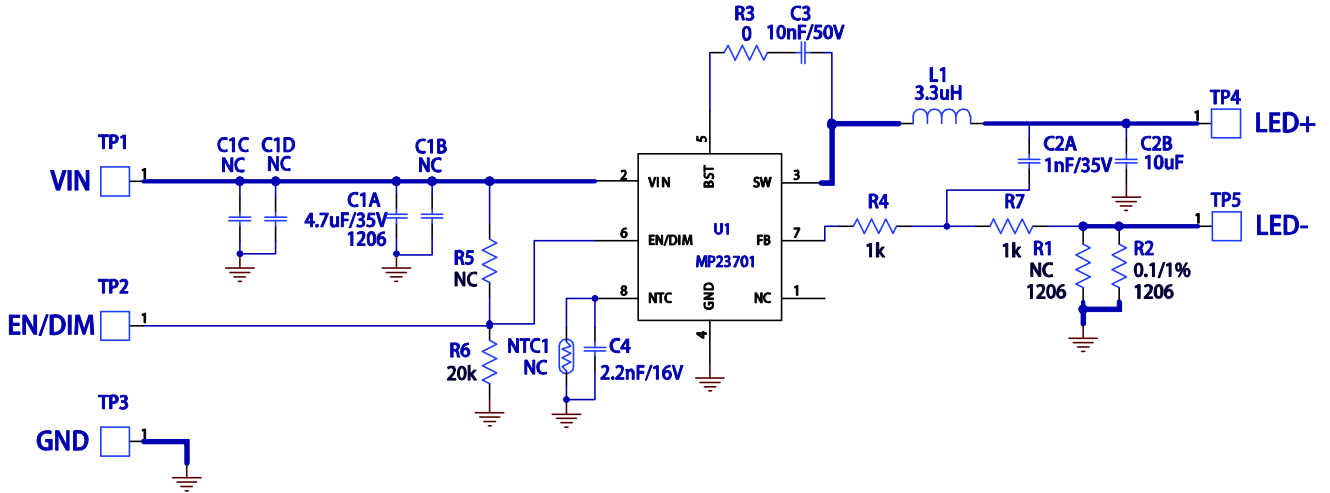 R3
0
C3
10nF/50V
L1
3.3uH
TP4
1
LED+
TP1
1
VIN
C1C
NC
C1D
NC
C1B
NC
C1A
4.7uF/35V
1206
5
BST
2
VIN
SW
3
U1
MP23701
6
EN/DIM
FB
7
8
NTC
NC
1
GND
4
C2A
1nF/35V
C2B
10uF
R4
1k
R7
1k
TP5
1
LED-
R1
NC
1206
R2
0.1/1%
1206
R5
NC
TP2
1
EN/DIM
R6
20k
NTC1
NC
C4
2.2nF/16V
TP3
1
GND